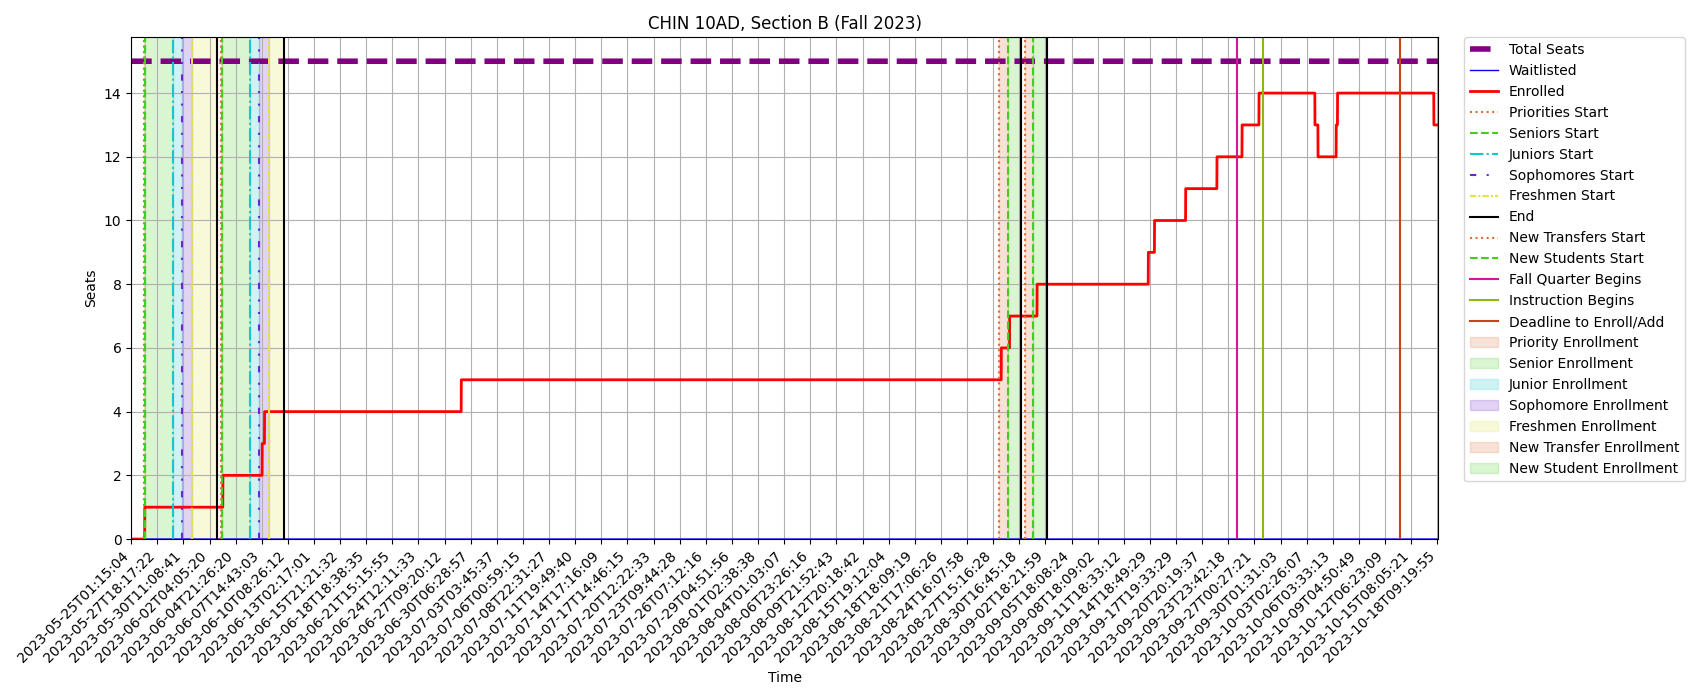 CHIN 10AD, Section B (Fall 2023)
Seats
14
12
10
8
6
4
2
0
2023-05-25T01:15:04
2023-05-27T18:17:22
2023-05-30T11:08:41
2023-06-02T04:05:20
2023-06-04T21:26:20
2023-06-07T14:43:03
2023-06-10T08:26:12
2023-06-13T02:17:01
2023-06-15T21:21:32
2023-06-18T18:38:35
2023-06-21T15:15:55
2023-06-24T12:11:33
2023-06-27T09:20:12
2023-06-30T06:28:57
2023-07-03T03:45:37
2023-07-06T00:59:15
2023-07-08T22:31:27
2023-07-11T19:49:40
2023-07-14T17:16:09
2023-07-17T14:46:15
2023-07-20T12:22:33
2023-07-23T09:44:28
2023-07-26T07:12:16
2023-07-29T04:51:56
2023-08-01T02:38:38
2023-08-04T01:03:07
2023-08-06T23:26:16
2023-08-09T21:52:43
2023-08-12T20:18:42
2023-08-15T19:12:04
2023-08-18T18:09:19
2023-08-21T17:06:26
2023-08-24T16:07:58
2023-08-27T15:16:28
2023-08-30T16:45:18
2023-09-02T18:21:59
2023-09-05T18:08:24
2023-09-08T18:09:02
2023-09-11T18:33:12
2023-09-14T18:49:29
2023-09-17T19:33:29
2023-09-20T20:19:37
2023-09-23T23:42:18
2023-09-27T00:27:21
2023-09-30T01:31:03
2023-10-03T02:26:07
2023-10-06T03:33:13
2023-10-09T04:50:49
2023-10-12T06:23:09
2023-10-15T08:05:21
2023-10-18T09:19:55
Time
Total Seats
Waitlisted
Enrolled
Priorities Start
Seniors Start
Juniors Start
Sophomores Start
Freshmen Start
End
New Transfers Start
New Students Start
Fall Quarter Begins
Instruction Begins
Deadline to Enroll/Add
Priority Enrollment
Senior Enrollment
Junior Enrollment
Sophomore Enrollment
Freshmen Enrollment
New Transfer Enrollment
New Student Enrollment